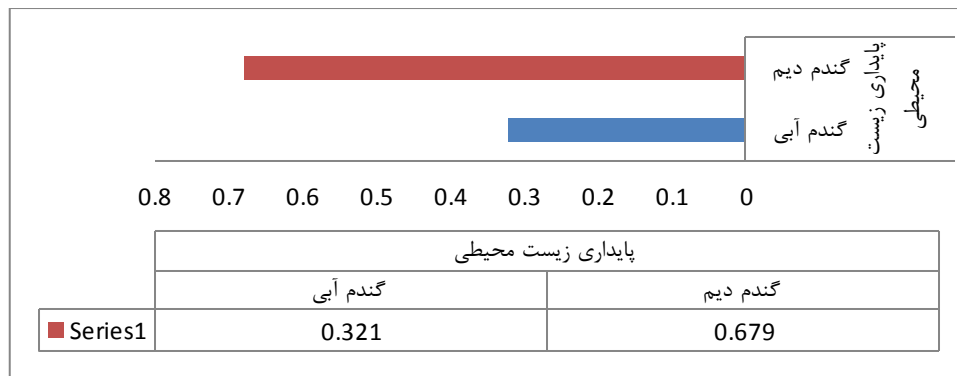 پایداری زیست
محیطی
گندم دیم
گندم آبی
0.8 0.7 0.6 0.5 0.4 0.3 0.2 0.1 0
پایداری زیست محیطی
گندم آبی گندم دیم
Series1 0.321 0.679